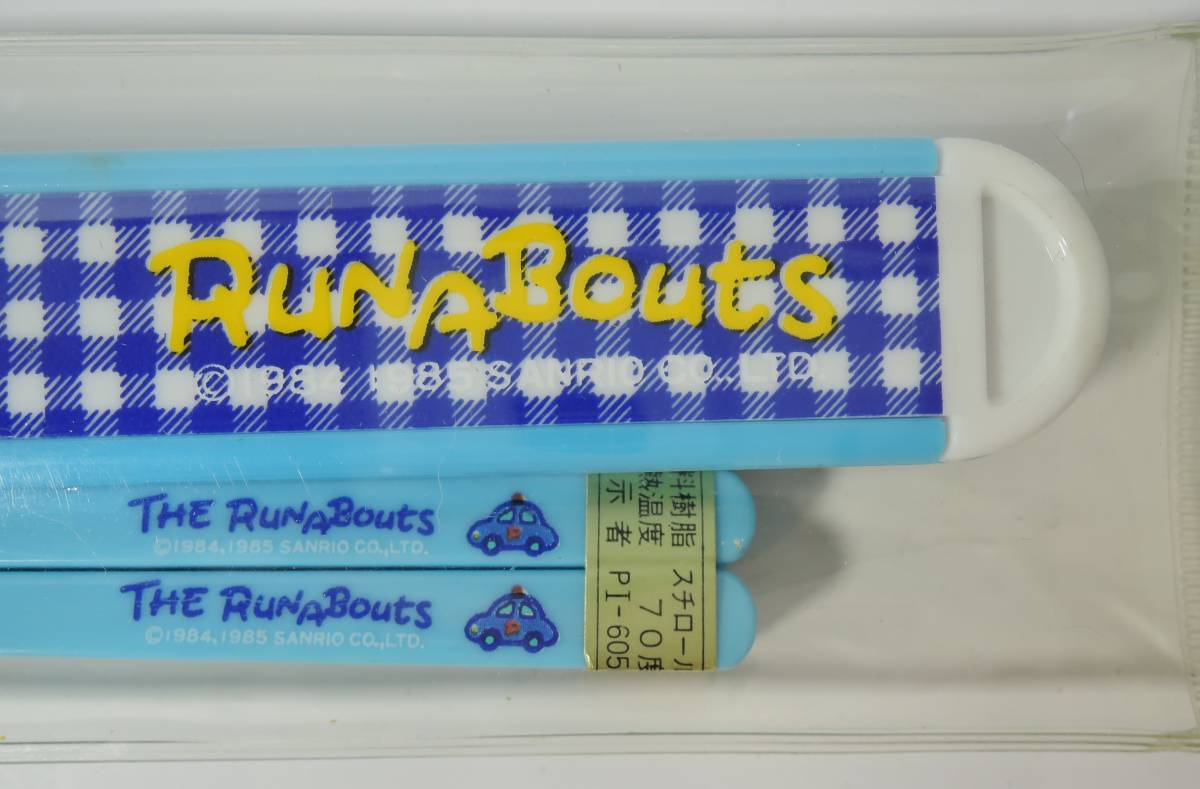 RUNABOUTS
©1984, 1985 SANRIO CO., LTD.
THE RUNABOUTS
©1984, 1985 SANRIO CO., LTD.
THE RUNABOUTS
©1984, 1985 SANRIO CO., LTD.
料樹脂 スチロール
熱温度 70度
示者 PI-605